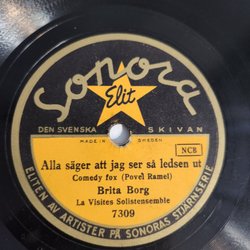 Sonora
Elit
DEN SVENSKA SKIVAN
MADE IN SWEDEN
NCB
Alla säger att jag ser så ledsen ut
Comedy fox (Povel Ramel)
Brita Borg
La Visites Solistensemble
7309
ELITEN AV ARTISTER PÅ SONORAS STJÄRNSERIE